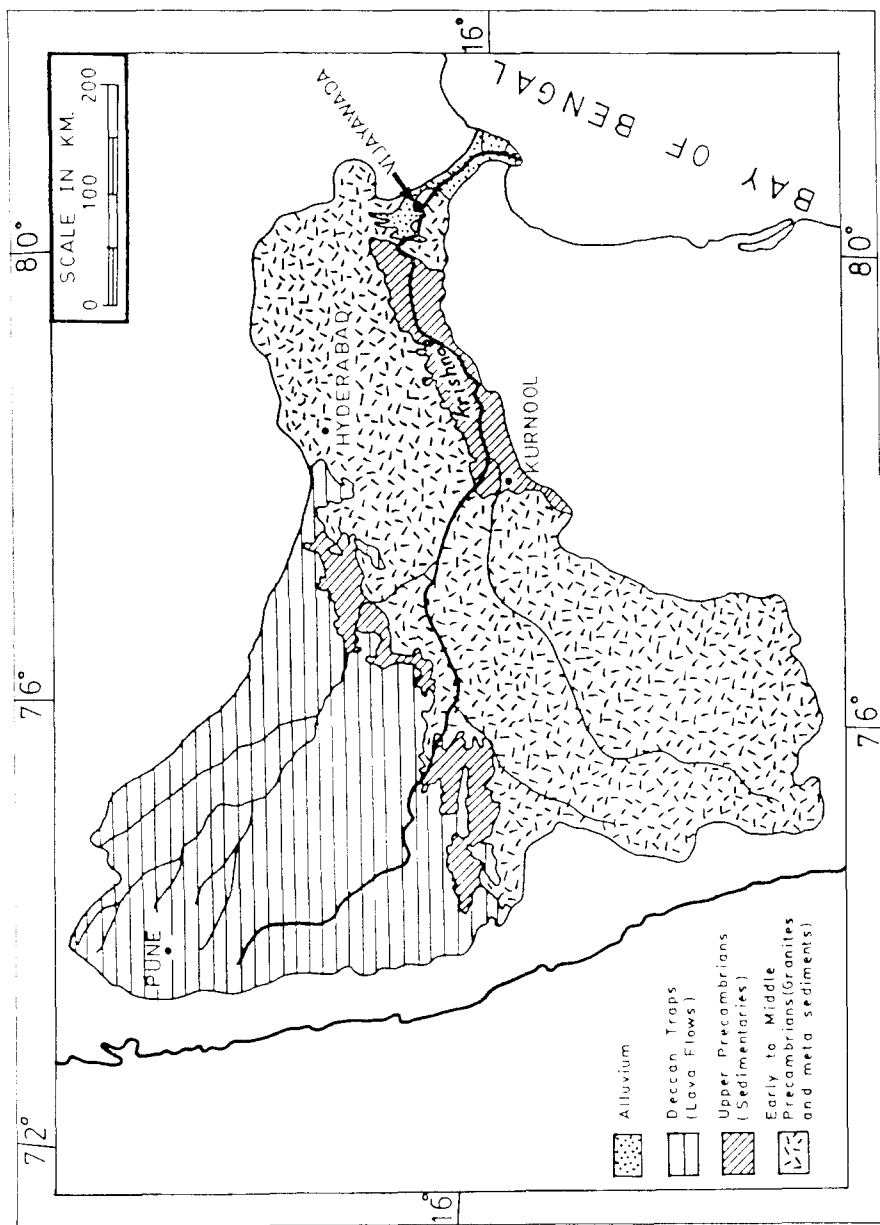 72°
76°
80°
SCALE IN KM.
0 100 200
16°
16°
PUNE
HYDERABAD
VIJAYAWADA
Krishna
KURNOOL
BAY OF BENGAL
Alluvium
Deccan Traps
(Lava Flows)
Upper Precambrians
(Sedimentaries)
Early to Middle
Precambrians(Granites
and meta sediments)
76°
80°